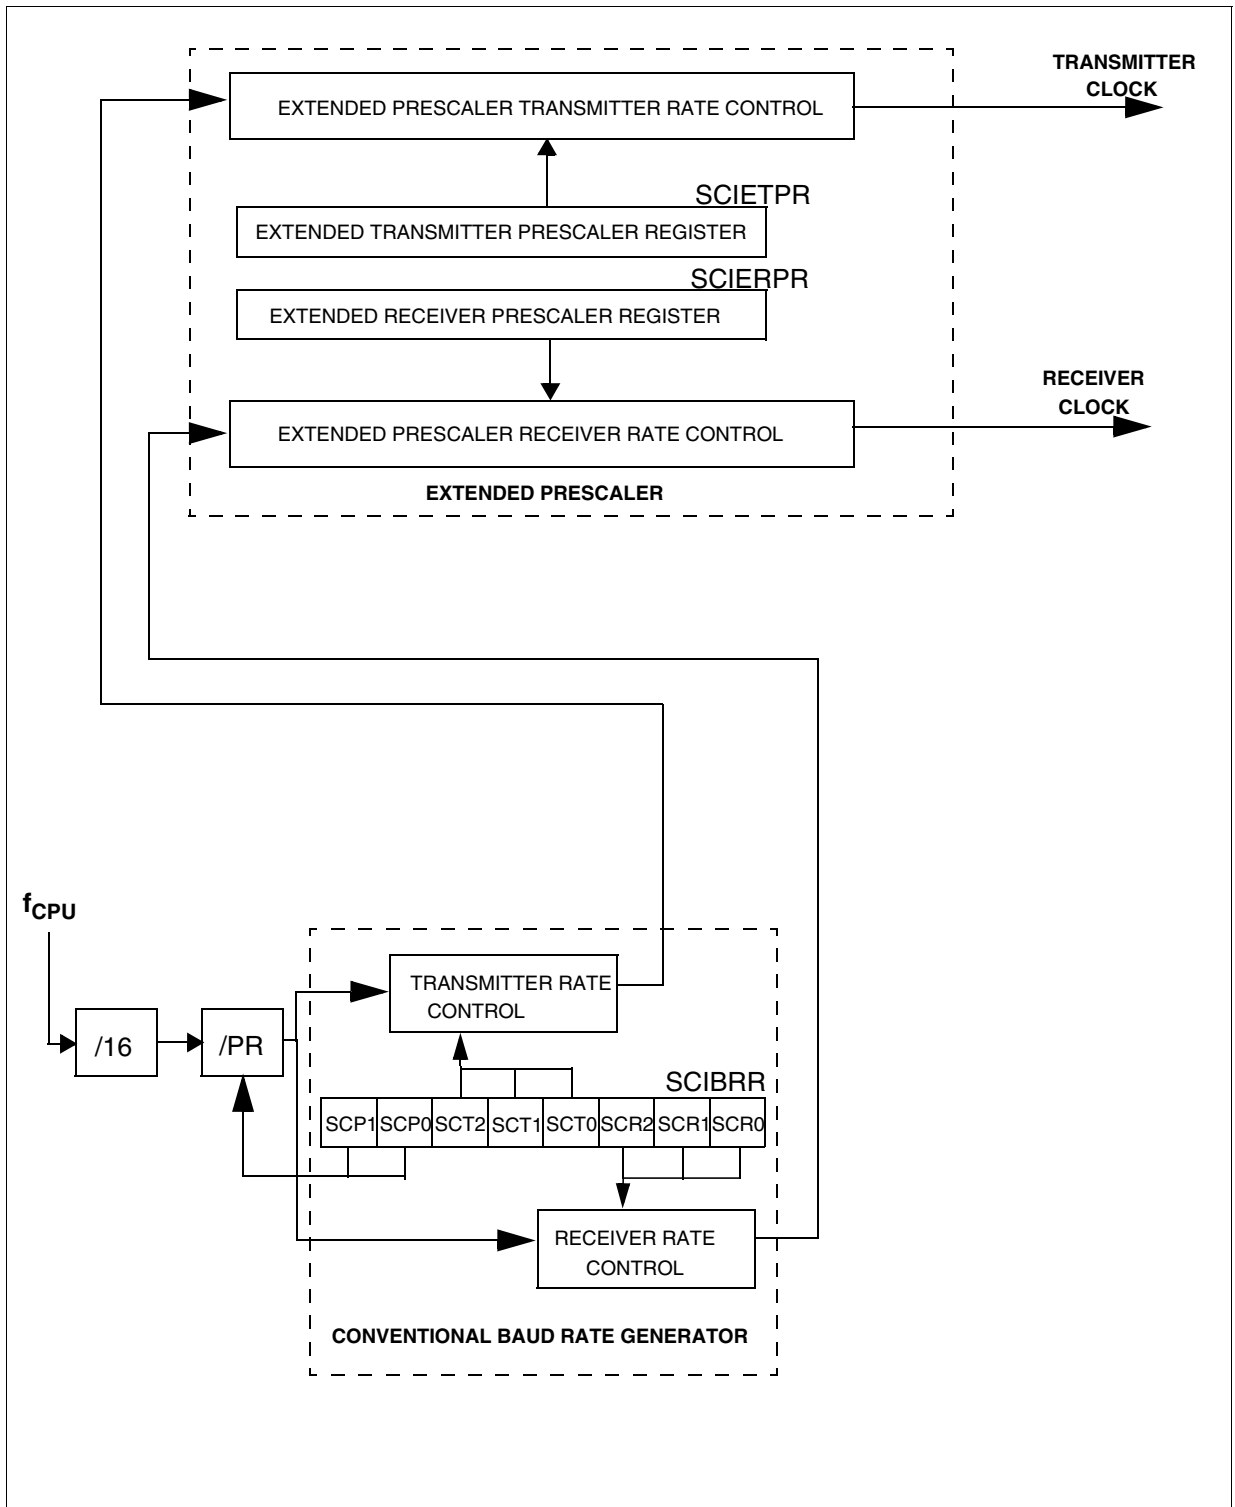 TRANSMITTER
CLOCK
EXTENDED PRESCALER TRANSMITTER RATE CONTROL
SCIETPR
EXTENDED TRANSMITTER PRESCALER REGISTER
SCIERPR
EXTENDED RECEIVER PRESCALER REGISTER
RECEIVER
CLOCK
EXTENDED PRESCALER RECEIVER RATE CONTROL
EXTENDED PRESCALER
fCPU
TRANSMITTER RATE
CONTROL
/16
/PR
SCIBRR
SCP1 SCP0 SCT2 SCT1 SCT0 SCR2 SCR1 SCR0
RECEIVER RATE
CONTROL
CONVENTIONAL BAUD RATE GENERATOR